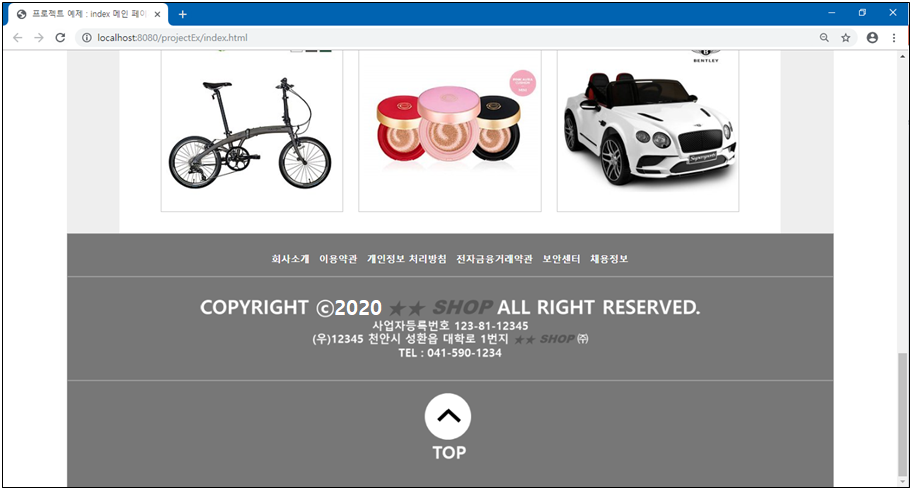 프로젝트 예제 : index 메인 페이
localhost:8080/projectEx/index.html
BENTLEY
Supersports
회사소개 이용약관 개인정보 처리방침 전자금융거래약관 보안센터 채용정보
COPYRIGHT ⓒ2020 ★★ SHOP ALL RIGHT RESERVED.
사업자등록번호 123-81-12345
(우)12345 천안시 성환읍 대학로 1번지 ★★ SHOP ㈜
TEL : 041-590-1234
TOP